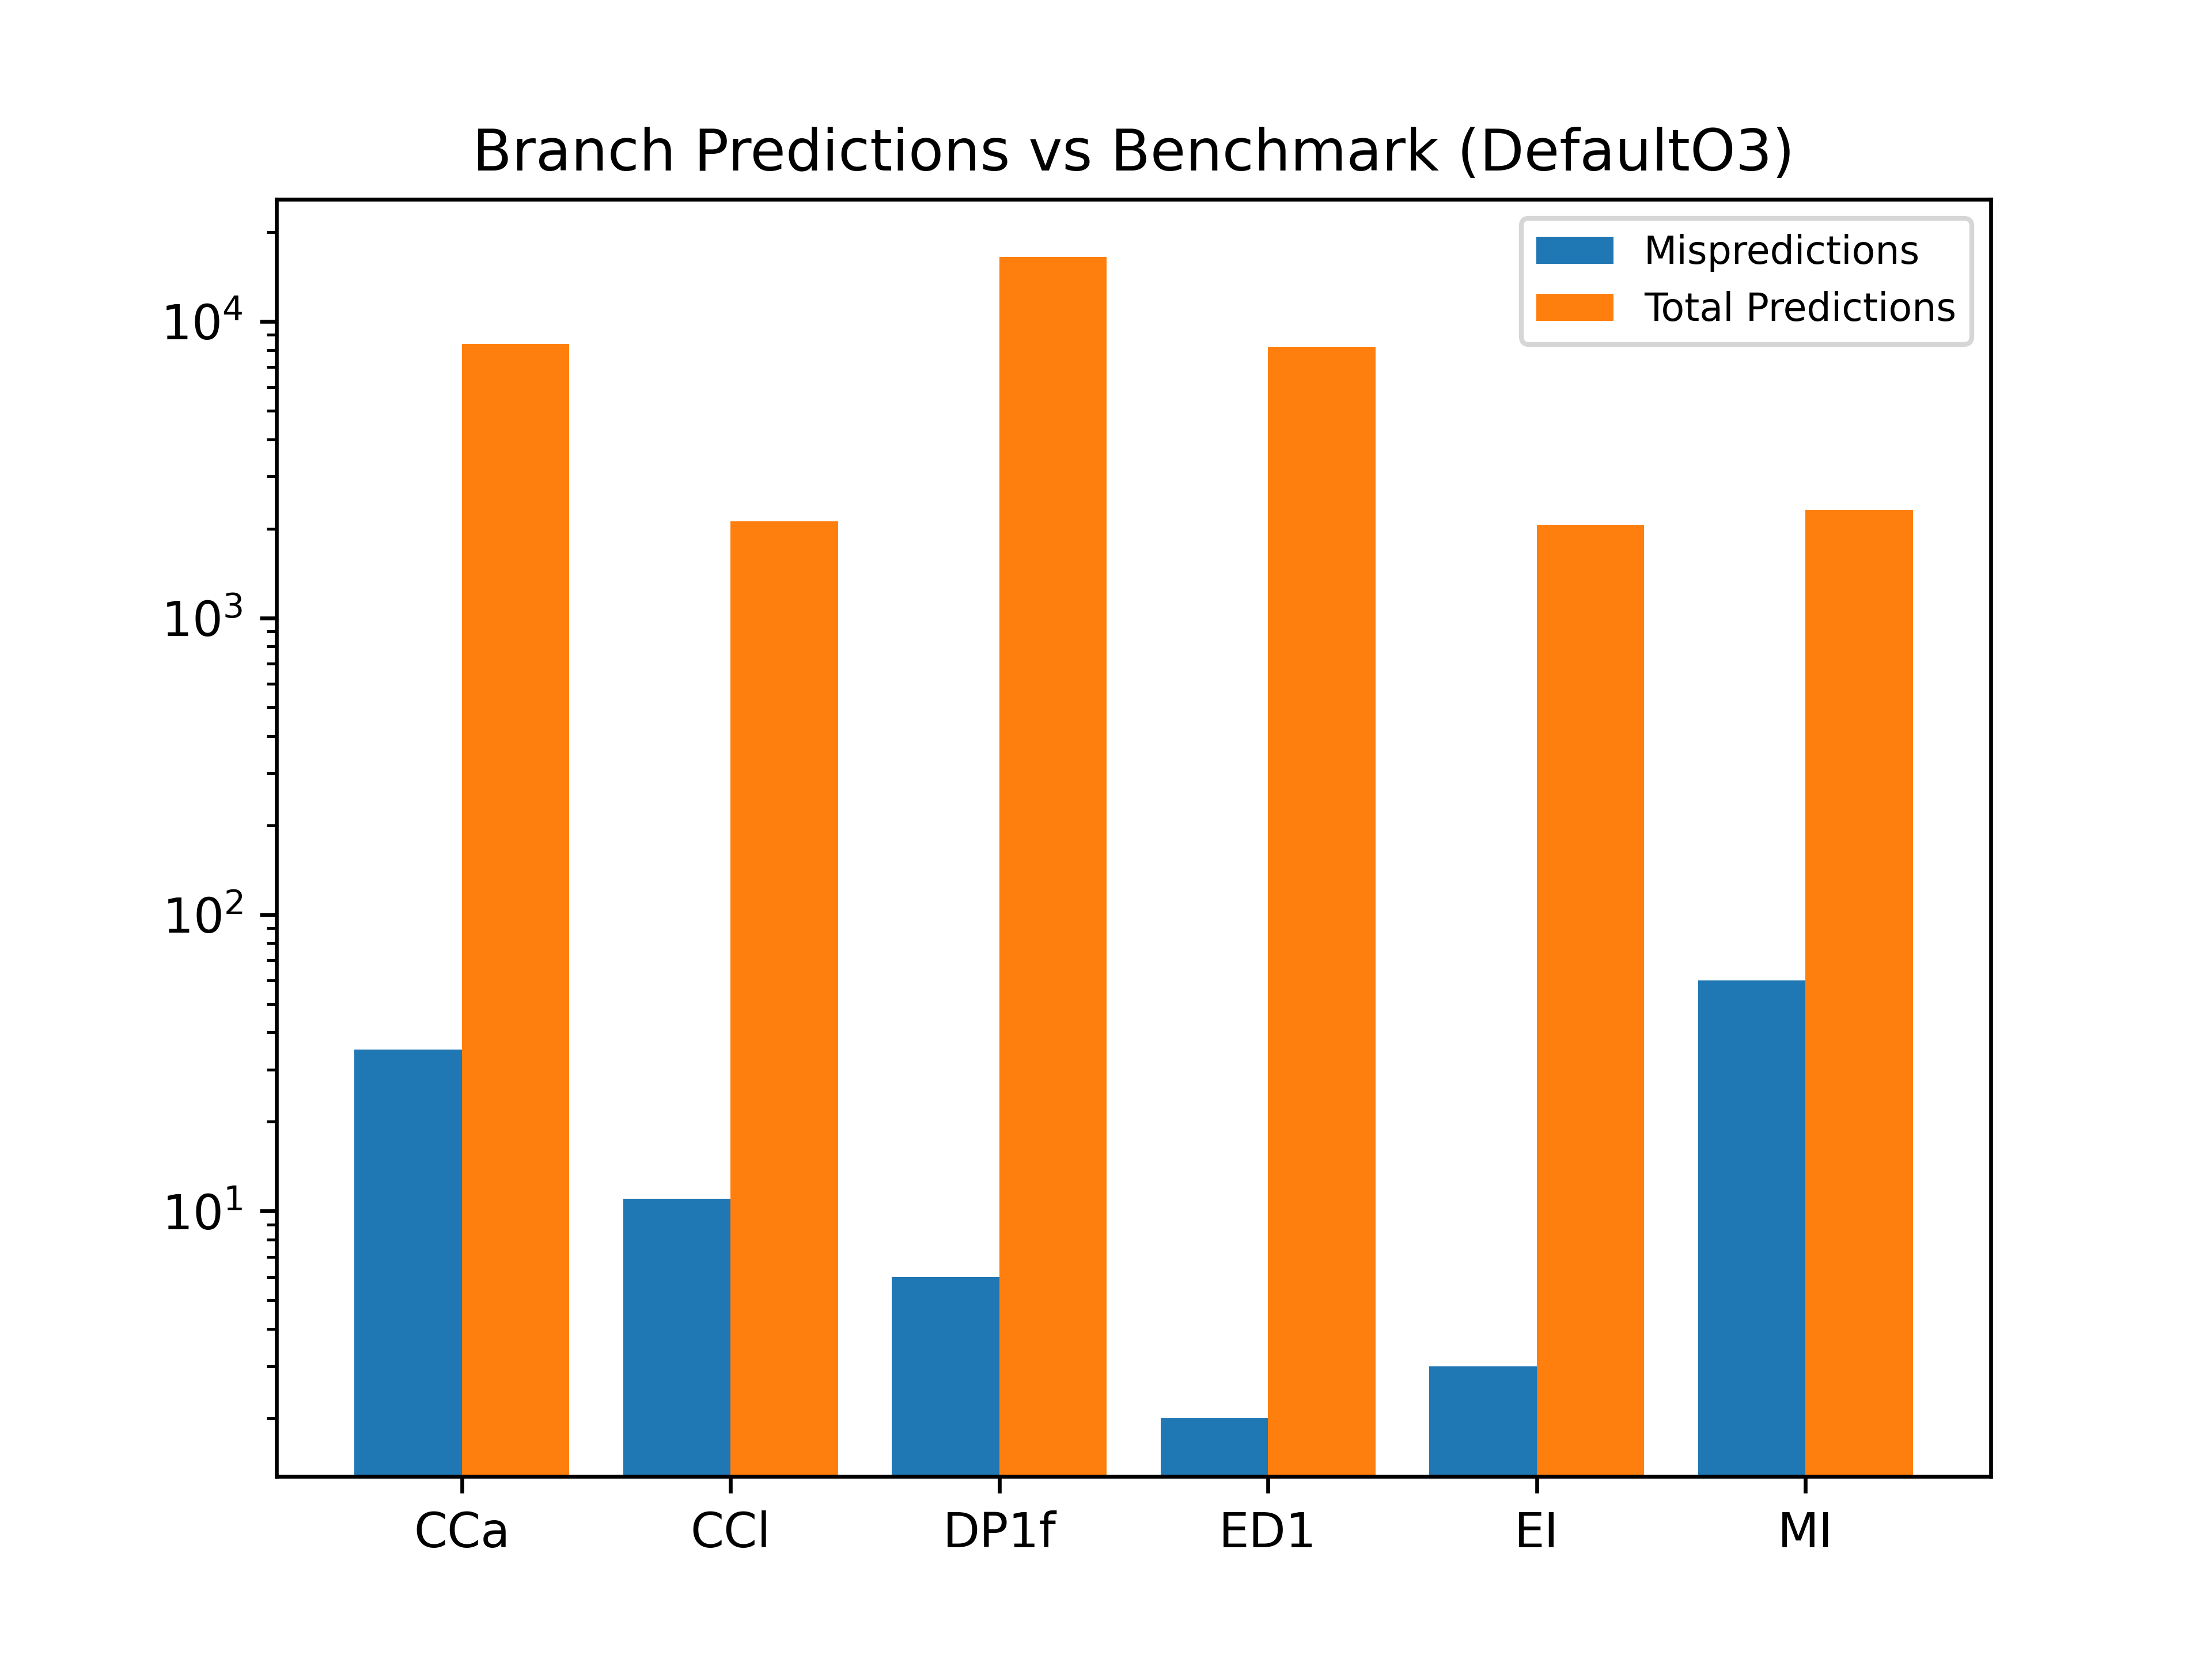 Branch Predictions vs Benchmark (DefaultO3)
Mispredictions
Total Predictions
10⁴
10³
10²
10¹
CCa CCl DP1f ED1 EI MI